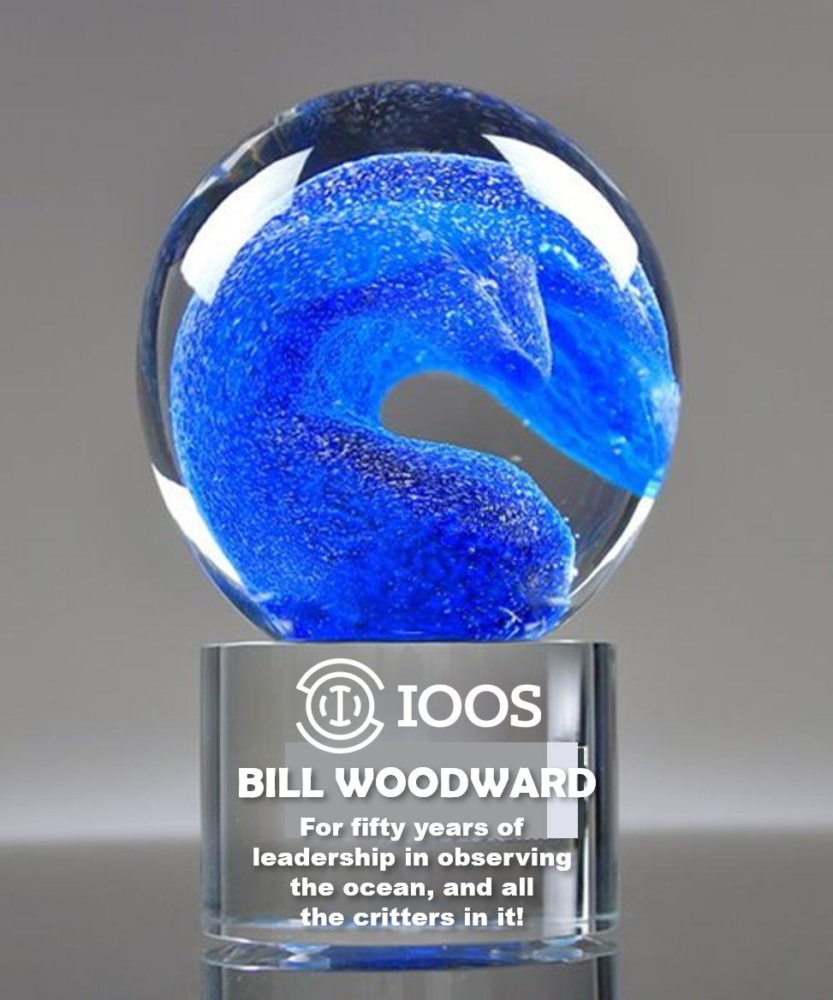 IOOS
BILL WOODWARD
For fifty years of
leadership in observing
the ocean, and all
the critters in it!